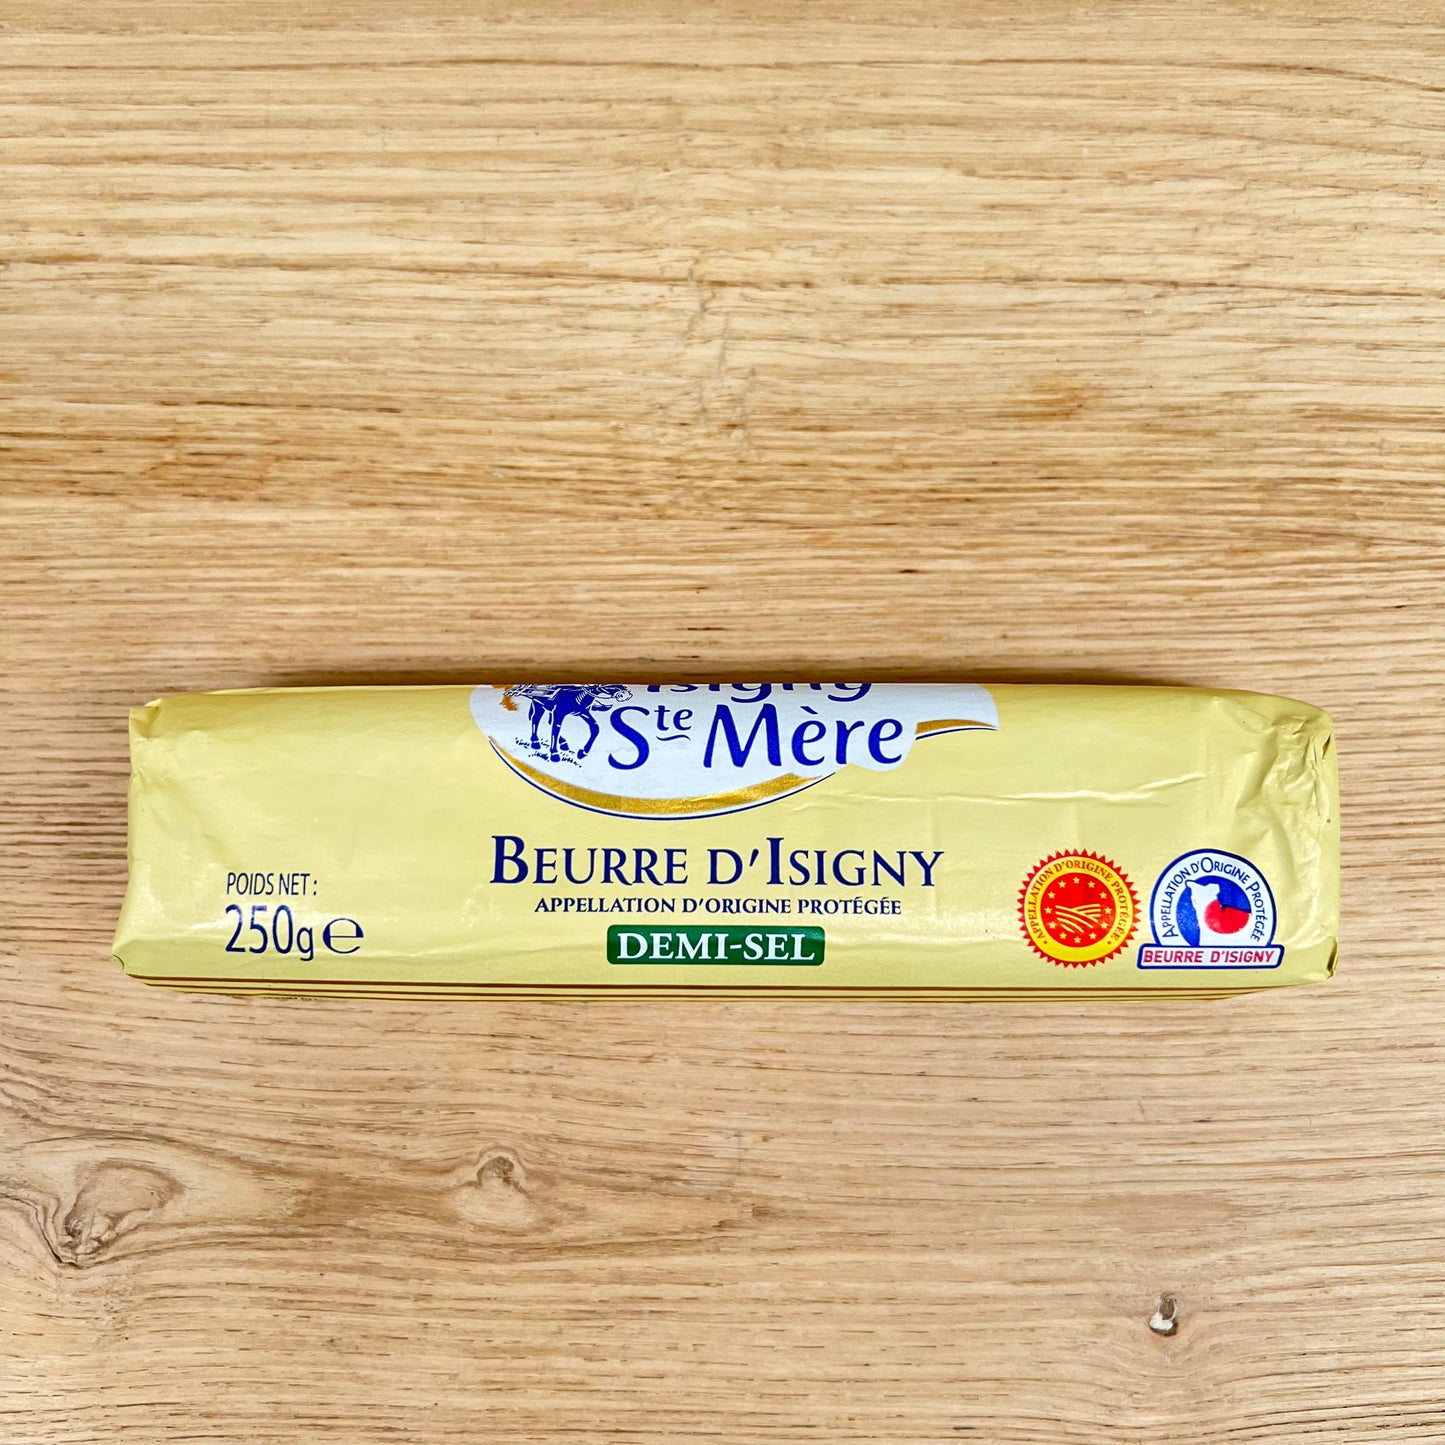 Isigny
Ste Mère
BEURRE D'ISIGNY
APPELLATION D'ORIGINE PROTÉGÉE
DEMI-SEL
POIDS NET :
250g ℮
APPELLATION D'ORIGINE PROTÉGÉE
APPELLATION D'ORIGINE PROTÉGÉE
BEURRE D'ISIGNY